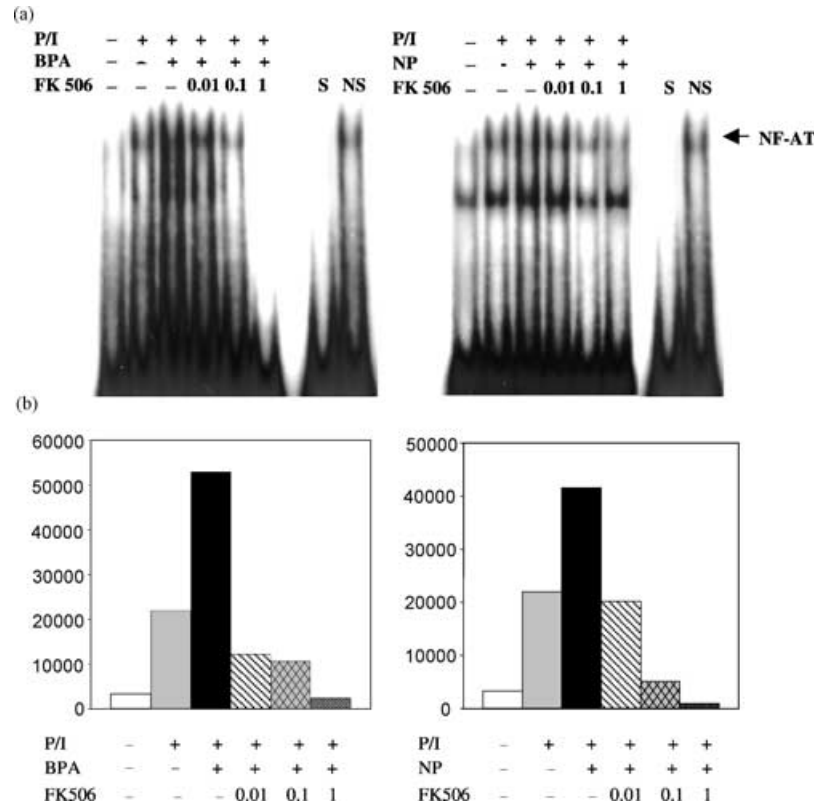 (a)
P/I – + + + + +
BPA – – + + + +
FK 506 – – – 0.01 0.1 1 S NS
P/I – + + + + +
NP – - + + + +
FK 506 – – – 0.01 0.1 1 S NS
NF-AT
(b)
60000
50000
40000
30000
20000
10000
0
P/I – + + + + +
BPA – – + + + +
FK506 – – – 0.01 0.1 1
50000
40000
30000
20000
10000
0
P/I – + + + + +
NP – – + + + +
FK506 – – – 0.01 0.1 1